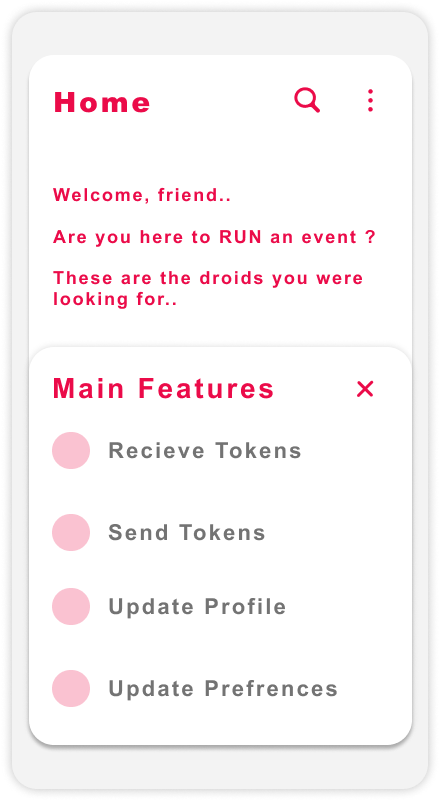 Home
Welcome, friend..
Are you here to RUN an event ?
These are the droids you were
looking for..
Main Features
Recieve Tokens
Send Tokens
Update Profile
Update Prefrences